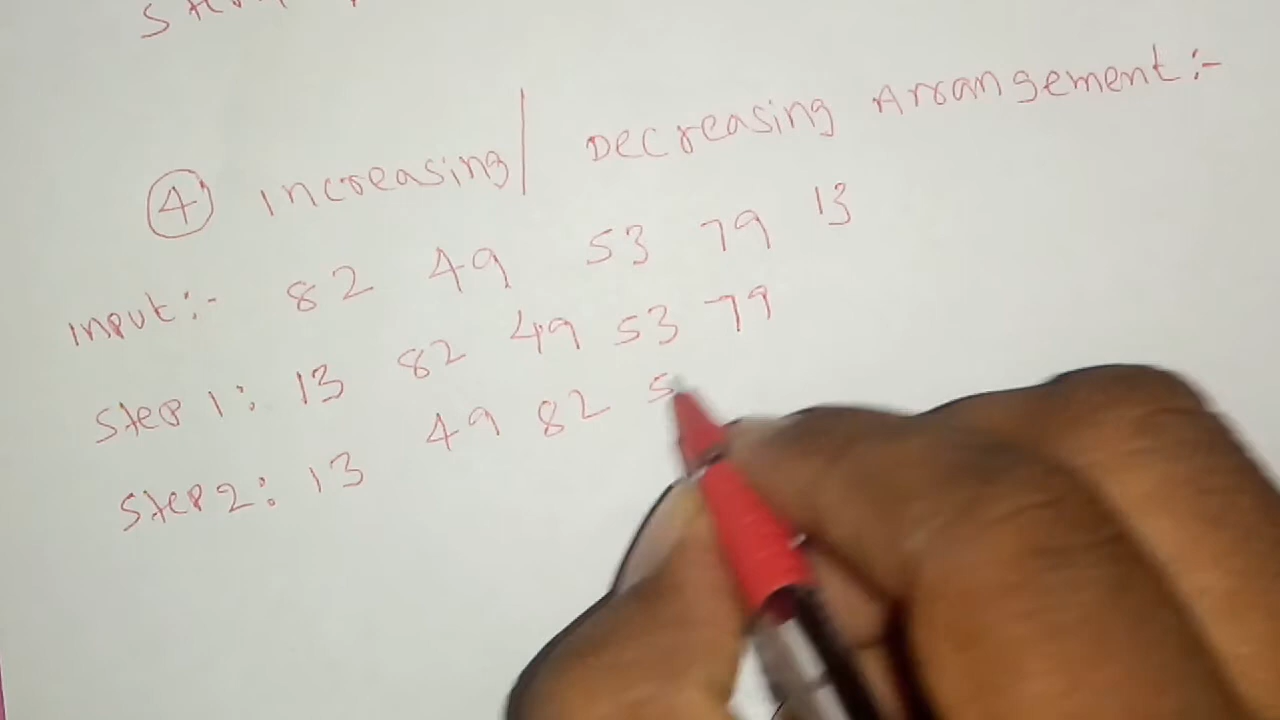 ④ Increasing/ Decreasing Arrangement:-
Input:- 82 49 53 79 13
Step 1: 13 82 49 53 79
Step 2: 13 49 82 5